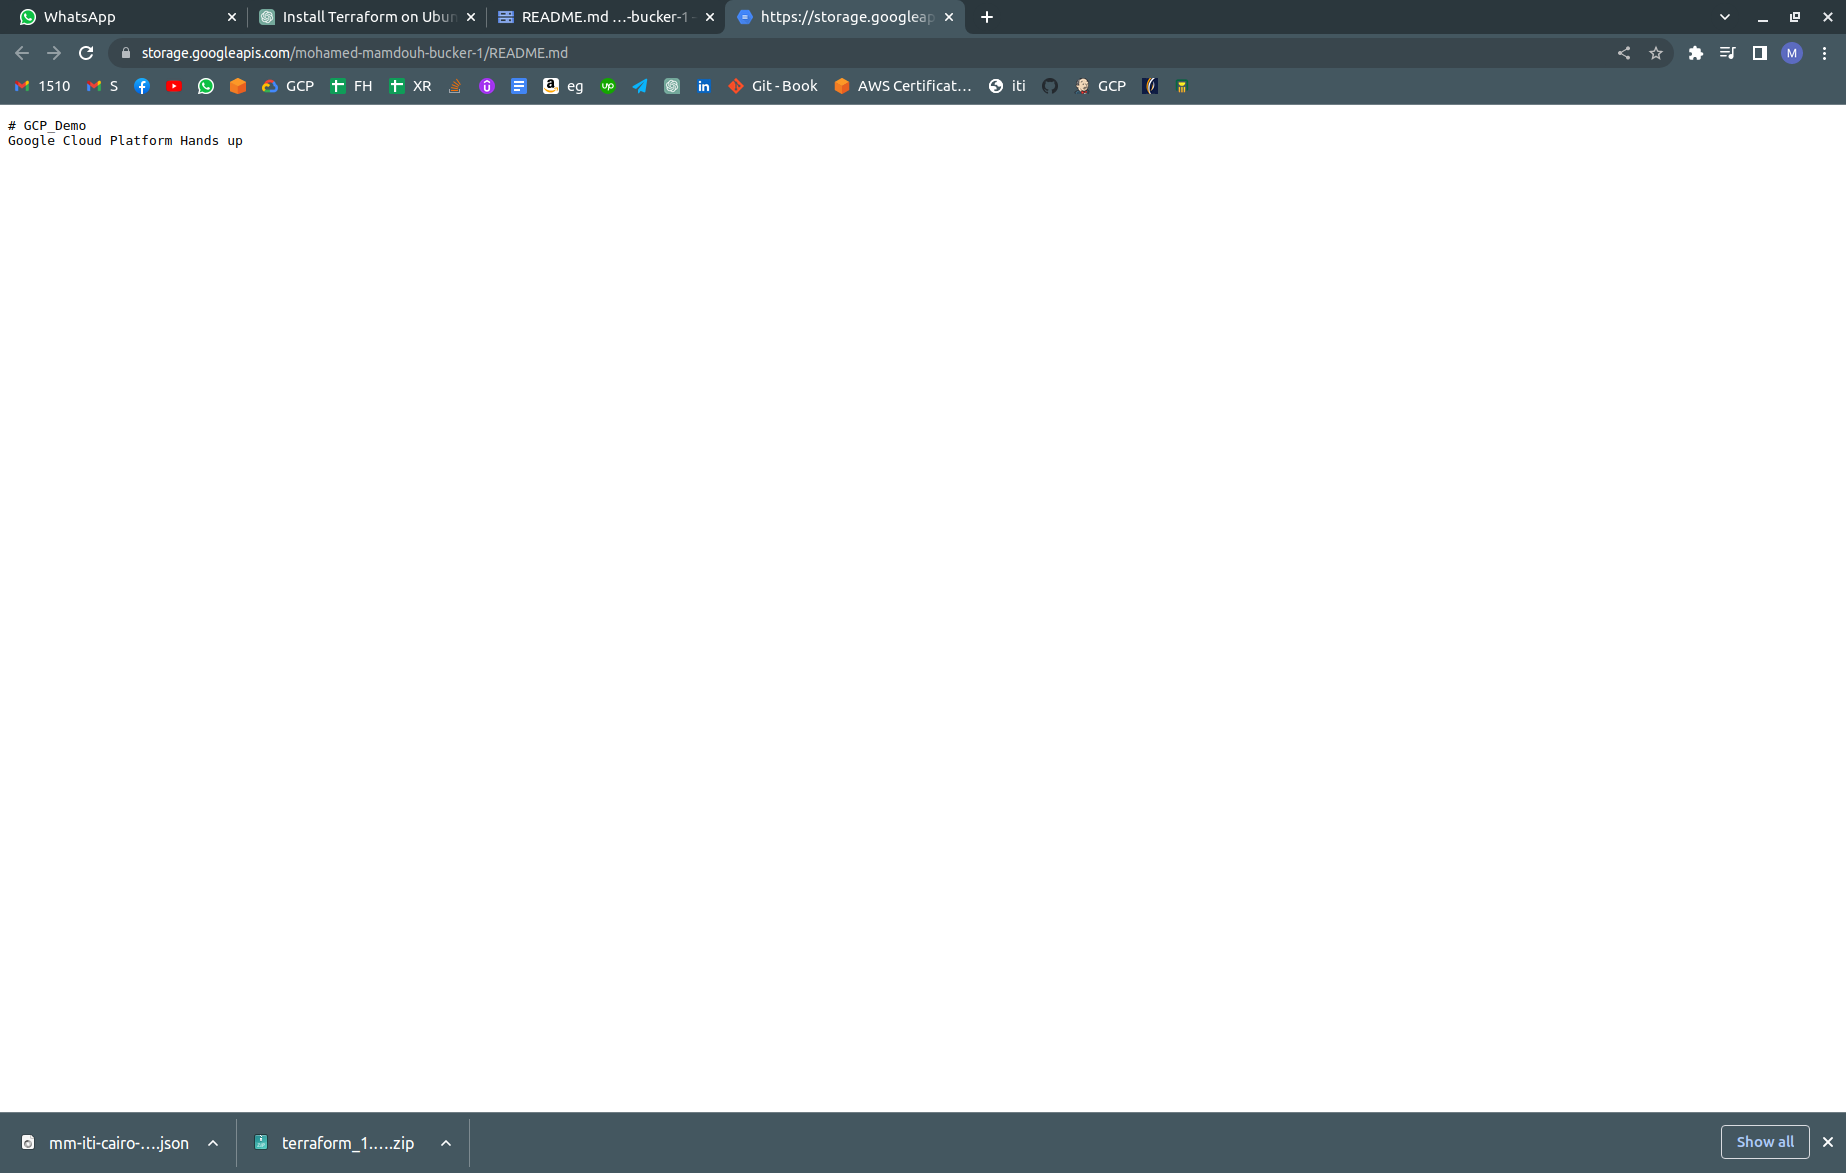 WhatsApp
Install Terraform on Ubun
README.md …-bucker-1 -
https://storage.googleap
storage.googleapis.com/mohamed-mamdouh-bucker-1/README.md
M
1510 S GCP FH XR eg Git - Book AWS Certificat… iti GCP
# GCP_Demo
Google Cloud Platform Hands up
mm-iti-cairo-….json
terraform_1.….zip
Show all